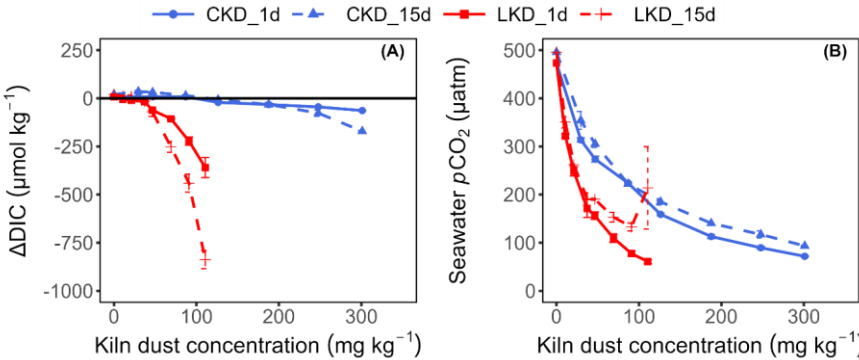 CKD_1d CKD_15d LKD_1d LKD_15d
(A)
ΔDIC (μmol kg⁻¹)
250
0
-250
-500
-750
-1000
0 100 200 300
Kiln dust concentration (mg kg⁻¹)
(B)
Seawater pCO₂ (μatm)
500
400
300
200
100
0
0 100 200 300
Kiln dust concentration (mg kg⁻¹)